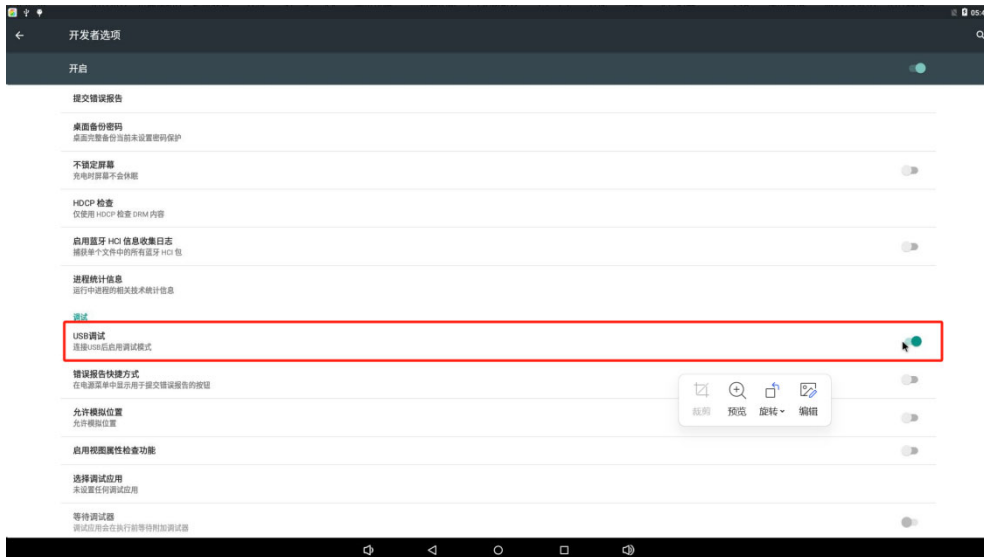 05:4
开发者选项
开启
提交错误报告
桌面备份密码
桌面完整备份当前未设置密码保护
不锁定屏幕
充电时屏幕不会休眠
HDCP 检查
仅使用 HDCP 检查 DRM 内容
启用蓝牙 HCI 信息收集日志
捕获单个文件中的所有蓝牙 HCI 包
进程统计信息
运行中进程的相关技术统计信息
调试
USB调试
连接USB后启用调试模式
错误报告快捷方式
在电源菜单中显示用于提交错误报告的按钮
裁剪 预览 旋转 编辑
允许模拟位置
允许模拟位置
启用视图属性检查功能
选择调试应用
未设置任何调试应用
等待调试器
调试应用会在执行前等待附加调试器